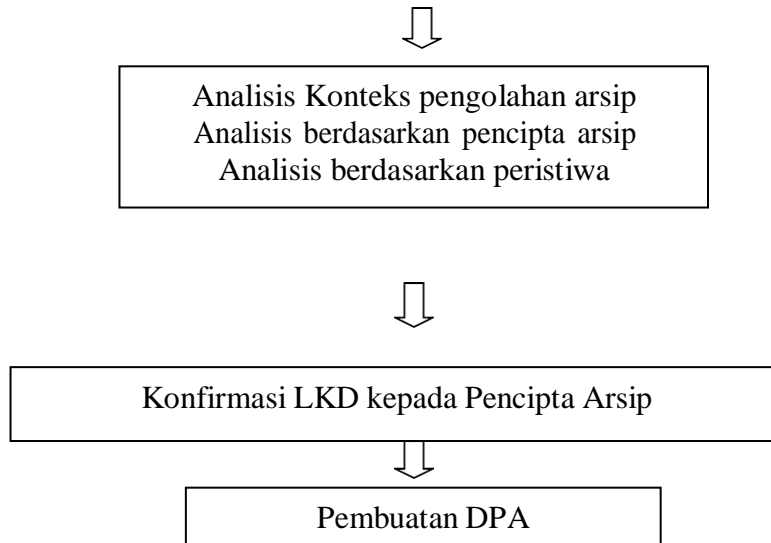 Analisis Konteks pengolahan arsip
Analisis berdasarkan pencipta arsip
Analisis berdasarkan peristiwa
Konfirmasi LKD kepada Pencipta Arsip
Pembuatan DPA